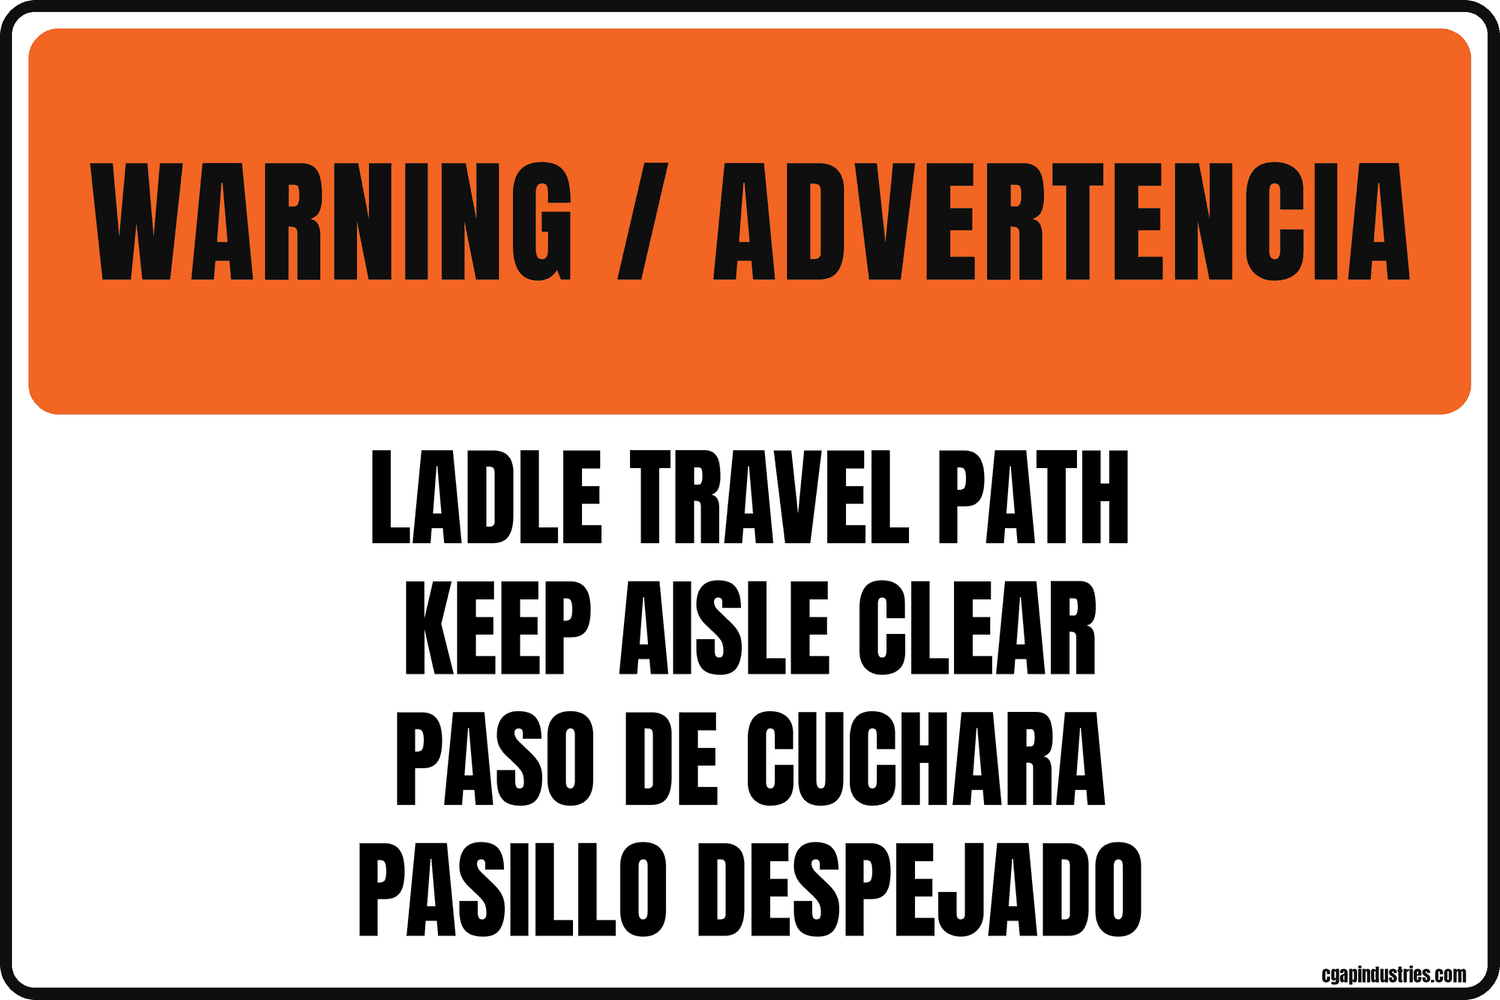 WARNING / ADVERTENCIA
LADLE TRAVEL PATH
KEEP AISLE CLEAR
PASO DE CUCHARA
PASILLO DESPEJADO
cgapindustries.com